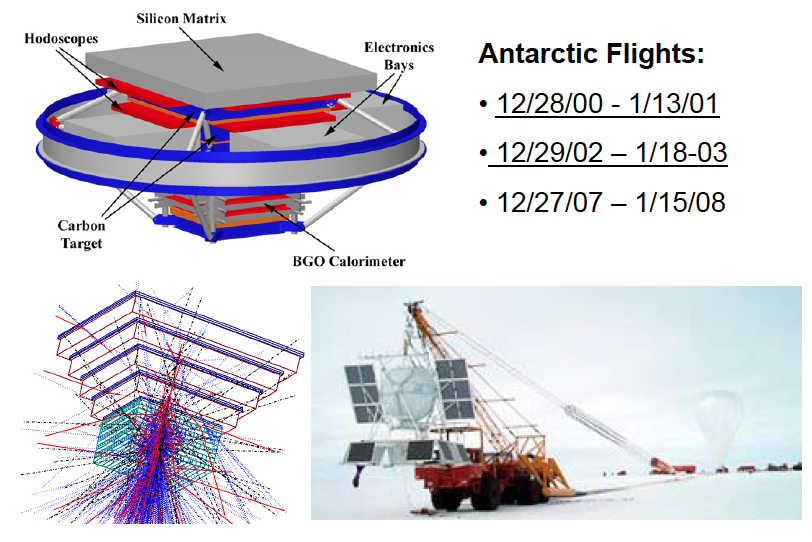 Silicon Matrix
Hodoscopes
Electronics
Bays
Carbon
Target
BGO Calorimeter
Antarctic Flights:
• 12/28/00 - 1/13/01
• 12/29/02 – 1/18-03
• 12/27/07 – 1/15/08